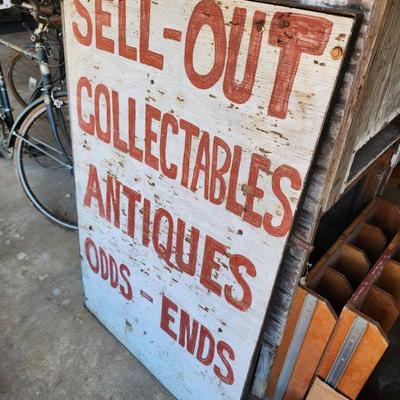 SELL-OUT
COLLECTABLES
ANTIQUES
ODDS - ENDS